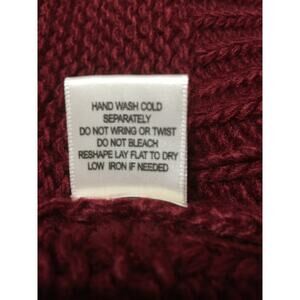 HAND WASH COLD
SEPARATELY
DO NOT WRING OR TWIST
DO NOT BLEACH
RESHAPE LAY FLAT TO DRY
LOW IRON IF NEEDED